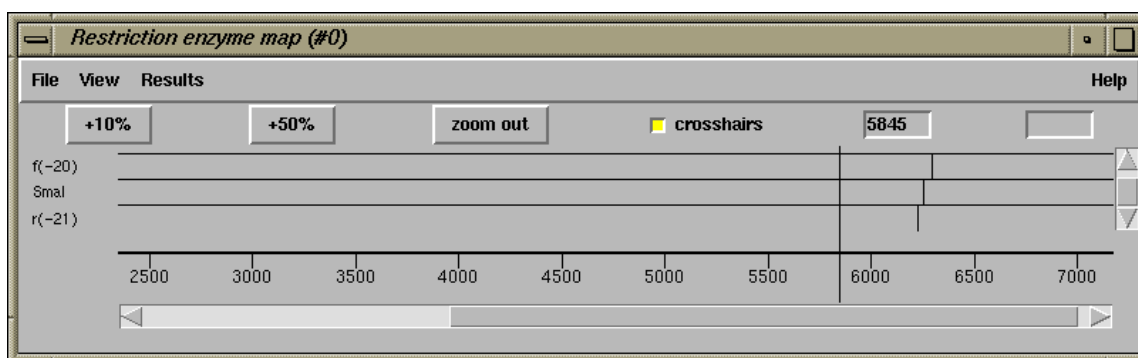 Restriction enzyme map (#0)
File View Results Help
+10% +50% zoom out crosshairs 5845
f(-20)
SmaI
r(-21)
2500 3000 3500 4000 4500 5000 5500 6000 6500 7000